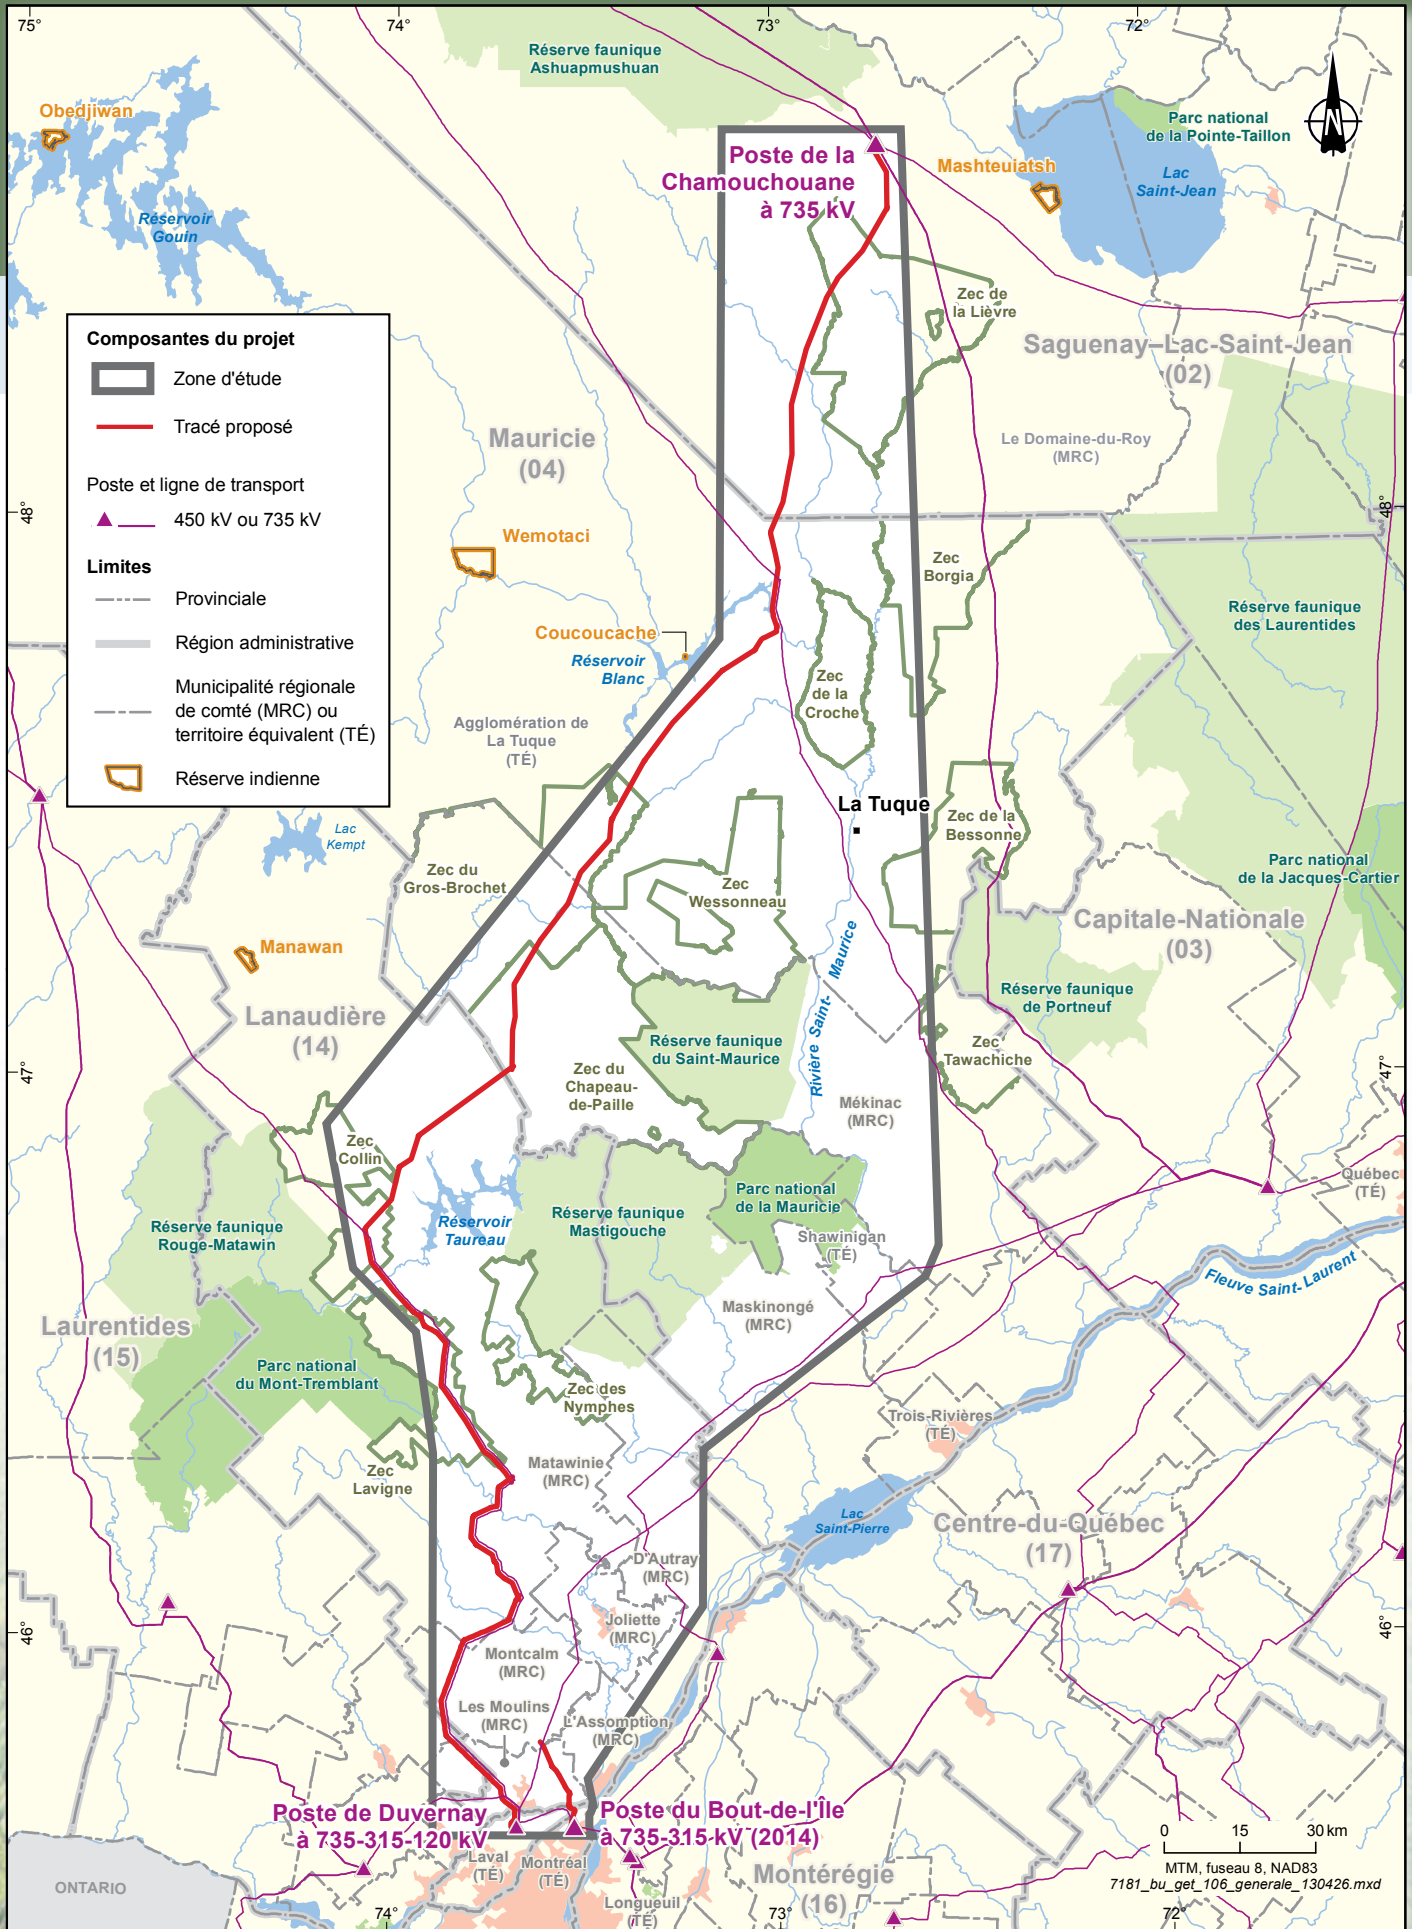 75°
74°
73°
72°
Réserve faunique
Ashuapmushuan
Obedjiwan
Réservoir
Gouin
Parc national
de la Pointe-Taillon
N
Mashteuiatsh
Lac
Saint-Jean
Poste de la
Chamouchouane
à 735 kV
Zec de
la Lièvre
Saguenay–Lac-Saint-Jean
(02)
Composantes du projet
Zone d'étude
Tracé proposé
Poste et ligne de transport
450 kV ou 735 kV
Limites
Provinciale
Région administrative
Municipalité régionale
de comté (MRC) ou
territoire équivalent (TÉ)
Réserve indienne
Mauricie
(04)
Le Domaine-du-Roy
(MRC)
48°
48°
Wemotaci
Zec
Borgia
Réserve faunique
des Laurentides
Coucoucache
Réservoir
Blanc
Zec
de la
Croche
Agglomération de
La Tuque
(TÉ)
La Tuque
Zec de la
Bessonne
Lac
Kempt
Zec du
Gros-Brochet
Zec
Wessonneau
Parc national
de la Jacques-Cartier
Capitale-Nationale
(03)
Manawan
Rivière Saint- Maurice
Réserve faunique
de Portneuf
Lanaudière
(14)
Réserve faunique
du Saint-Maurice
Zec
Tawachiche
47°
47°
Zec du
Chapeau-
de-Paille
Mékinac
(MRC)
Zec
Collin
Québec
(TÉ)
Parc national
de la Mauricie
Réserve faunique
Rouge-Matawin
Réservoir
Taureau
Réserve faunique
Mastigouche
Shawinigan
(TÉ)
Fleuve Saint-Laurent
Maskinongé
(MRC)
Laurentides
(15)
Parc national
du Mont-Tremblant
Zec des
Nymphes
Trois-Rivières
(TÉ)
Matawinie
(MRC)
Zec
Lavigne
Lac
Saint-Pierre
Centre-du-Québec
(17)
D'Autray
(MRC)
46°
46°
Joliette
(MRC)
Montcalm
(MRC)
Les Moulins
(MRC)
L'Assomption
(MRC)
Poste de Duvernay
à 735-315-120 kV
Poste du Bout-de-l'Île
à 735-315 kV (2014)
Laval
(TÉ)
Montréal
(TÉ)
Longueuil
(TÉ)
Montérégie
(16)
ONTARIO
0 15 30 km
MTM, fuseau 8, NAD83
7181_bu_get_106_generale_130426.mxd
74°
73°
72°